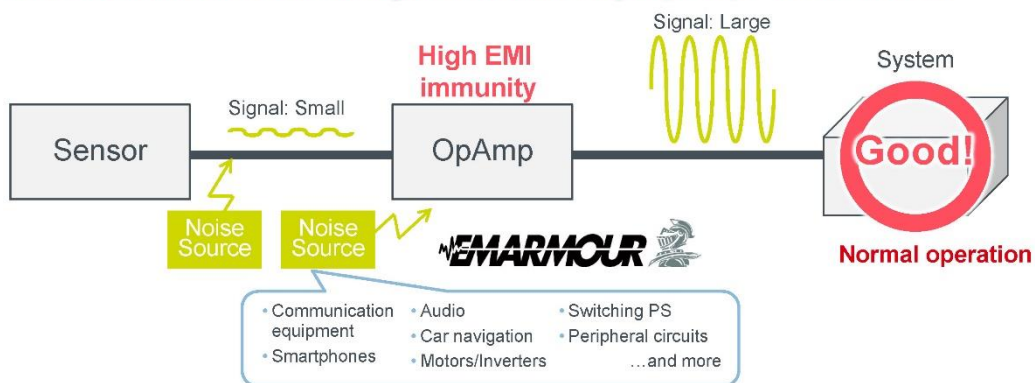 Signal: Large
High EMI
immunity
System
Signal: Small
Sensor
OpAmp
Good!
Noise
Source
Noise
Source
EMARMOUR
Normal operation
• Communication
equipment
• Smartphones
• Audio
• Car navigation
• Motors/Inverters
• Switching PS
• Peripheral circuits
...and more